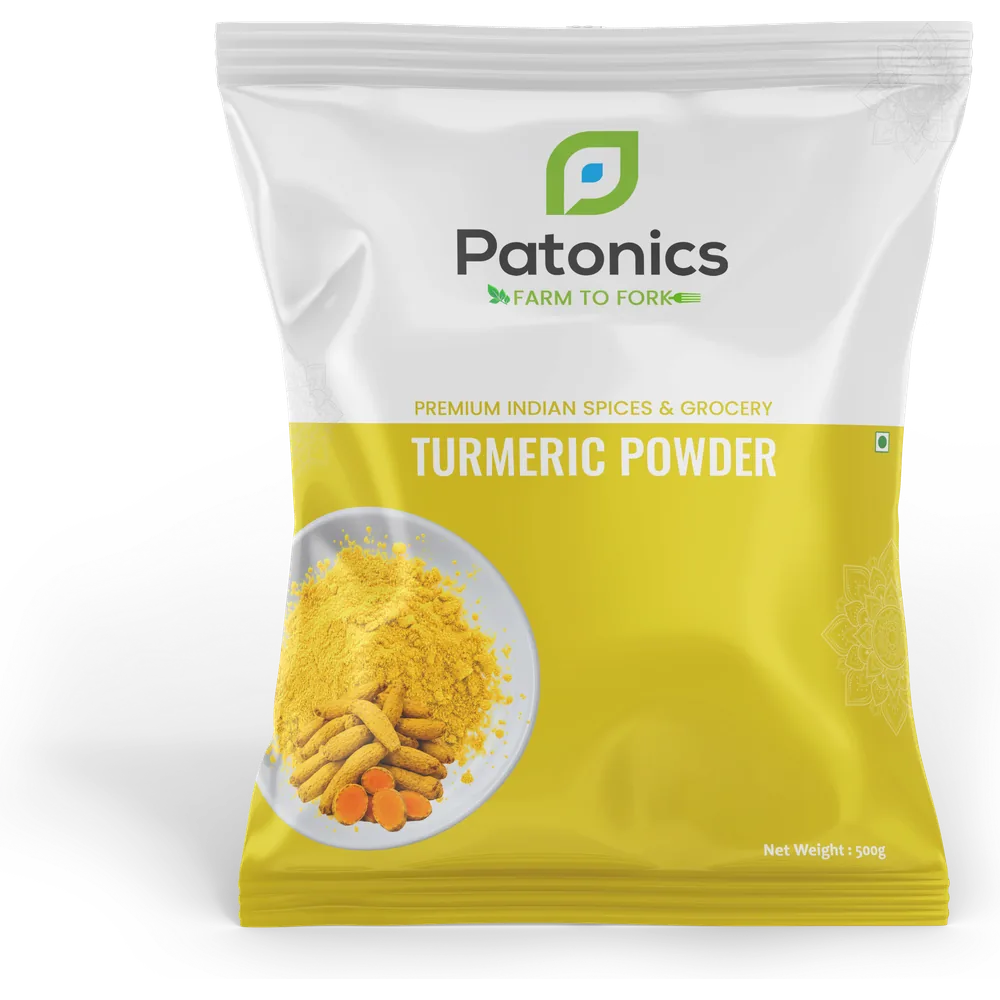 Patonics
FARM TO FORK
PREMIUM INDIAN SPICES & GROCERY
TURMERIC POWDER
Net Weight : 500g